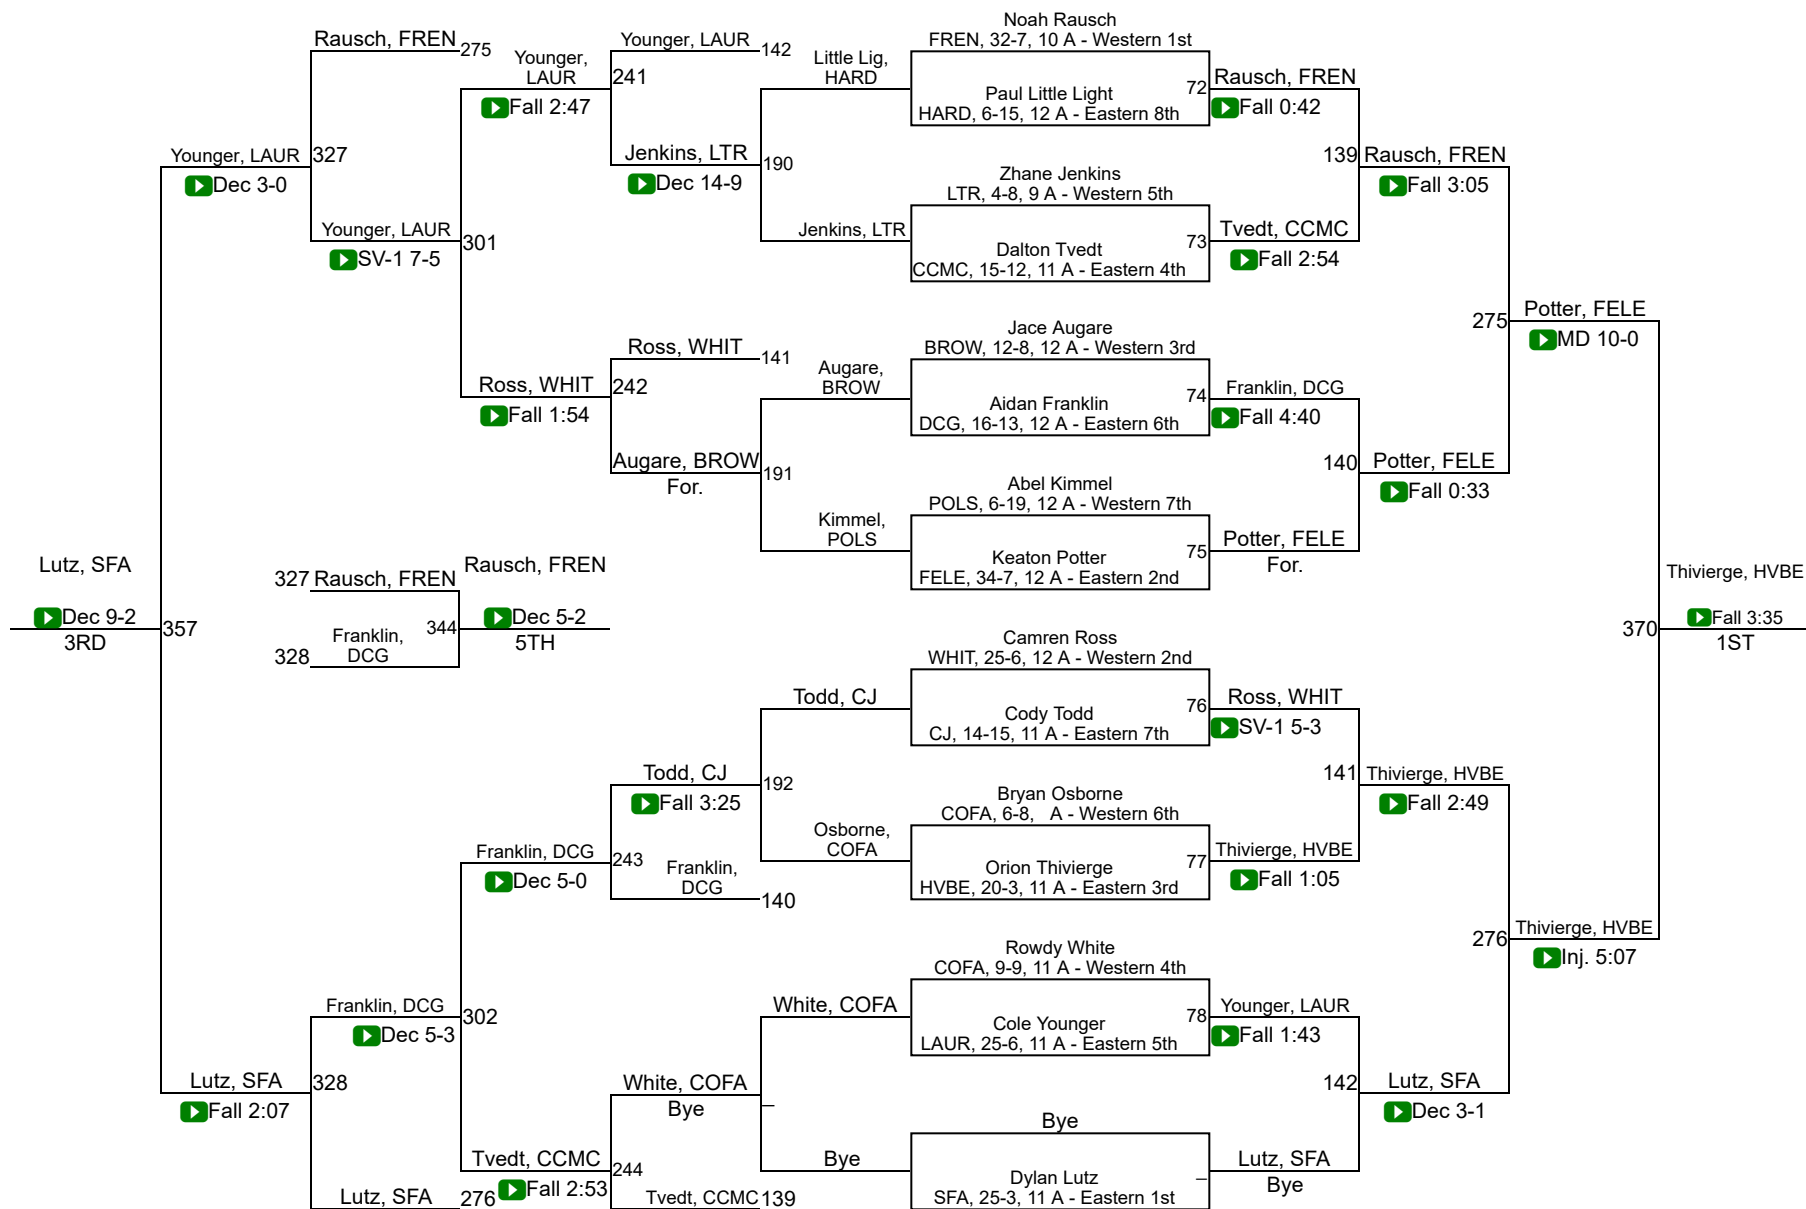 Noah Rausch
Rausch, FREN
275
Younger, LAUR
142
FREN, 32-7, 10 A - Western 1st
Younger,
LAUR
241
Little Lig,
HARD
72
Rausch, FREN
Fall 2:47
Paul Little Light
HARD, 6-15, 12 A - Eastern 8th
Fall 0:42
Younger, LAUR
327
Jenkins, LTR
190
139
Rausch, FREN
Dec 3-0
Dec 14-9
Zhane Jenkins
LTR, 4-8, 9 A - Western 5th
Fall 3:05
Younger, LAUR
301
Jenkins, LTR
73
Tvedt, CCMC
SV-1 7-5
Dalton Tvedt
CCMC, 15-12, 11 A - Eastern 4th
Fall 2:54
275
Potter, FELE
MD 10-0
Ross, WHIT
141
Jace Augare
BROW, 12-8, 12 A - Western 3rd
Ross, WHIT
242
Augare,
BROW
74
Franklin, DCG
Fall 1:54
Aidan Franklin
DCG, 16-13, 12 A - Eastern 6th
Fall 4:40
Augare, BROW
191
140
Potter, FELE
For.
Abel Kimmel
POLS, 6-19, 12 A - Western 7th
Fall 0:33
Kimmel,
POLS
75
Potter, FELE
Keaton Potter
FELE, 34-7, 12 A - Eastern 2nd
For.
Lutz, SFA
327
Rausch, FREN
Rausch, FREN
Thivierge, HVBE
Dec 9-2
357
344
Dec 5-2
370
Fall 3:35
3RD
328
Franklin,
DCG
5TH
1ST
Camren Ross
WHIT, 25-6, 12 A - Western 2nd
Todd, CJ
76
Ross, WHIT
Cody Todd
CJ, 14-15, 11 A - Eastern 7th
SV-1 5-3
Todd, CJ
192
141
Thivierge, HVBE
Fall 3:25
Bryan Osborne
COFA, 6-8, A - Western 6th
Fall 2:49
Franklin, DCG
243
Osborne,
COFA
77
Thivierge, HVBE
Dec 5-0
Franklin,
DCG
140
Orion Thivierge
HVBE, 20-3, 11 A - Eastern 3rd
Fall 1:05
276
Thivierge, HVBE
Inj. 5:07
Rowdy White
COFA, 9-9, 11 A - Western 4th
Franklin, DCG
302
White, COFA
78
Younger, LAUR
Dec 5-3
Cole Younger
LAUR, 25-6, 11 A - Eastern 5th
Fall 1:43
Lutz, SFA
328
White, COFA
–
142
Lutz, SFA
Fall 2:07
Bye
Bye
Dec 3-1
Tvedt, CCMC
244
Bye
–
Lutz, SFA
Fall 2:53
Dylan Lutz
SFA, 25-3, 11 A - Eastern 1st
Bye
Lutz, SFA
276
Tvedt, CCMC
139